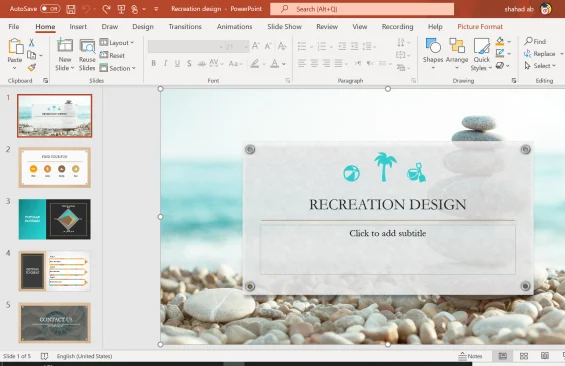 AutoSave Off Recreation design - PowerPoint Search (Alt+Q) shahad ab
File Home Insert Draw Design Transitions Animations Slide Show Review View Recording Help Picture Format
Paste New Slide Reuse Slides Layout Reset Section Shapes Arrange Quick Styles Find Replace Select
B I U S Aa A
Clipboard Slides Font Paragraph Drawing Editing
1
2
3
4
5
CONTACT US
RECREATION DESIGN
Click to add subtitle
Slide 1 of 5 English (United States) Notes